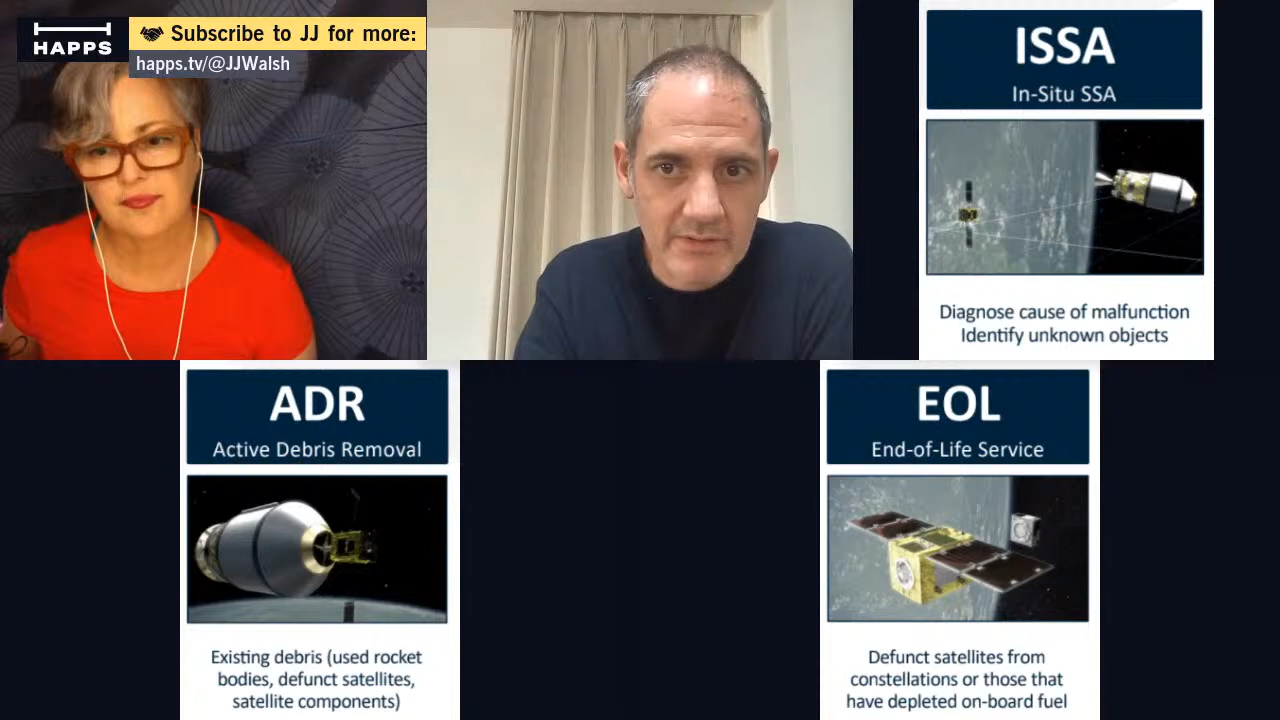 HAPPS
Subscribe to JJ for more:
happs.tv/@JJWalsh
ISSA
In-Situ SSA
Diagnose cause of malfunction
Identify unknown objects
ADR
Active Debris Removal
Existing debris (used rocket
bodies, defunct satellites,
satellite components)
EOL
End-of-Life Service
Defunct satellites from
constellations or those that
have depleted on-board fuel